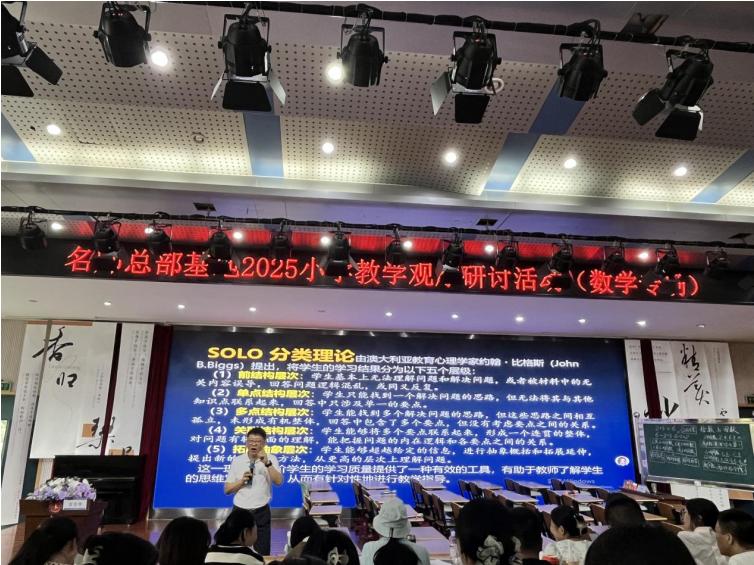 名 总部基 2025小 教学观 研讨活 （数学
SOLO 分类理论由澳大利亚教育心理学家约翰·比格斯（John
B.Biggs）提出，将学生的学习结果分为以下五个层级：
（1）前结构层次：学生基本上无法理解问题和解决问题，或者被材料中的无
关内容误导，回答问题逻辑混乱，或同义反复。
（2）单点结构层次：学生只能找到一个解决问题的思路，但无法将其与其他
知识点联系起来，回答中只涉及单一的要点。
（3）多点结构层次：学生能找到多个解决问题的思路，但这些思路之间相互
孤立，未形成有机整体，回答中包含了多个要点，但没有考虑要点之间的关系。
（4）关联结构层次：学生能够将多个要点联系起来，形成一个连贯的整体，
对问题有 面的理解，能把握问题的内在逻辑和各要点之间的关系。
（5）拓 抽象层次：学生能够超越给定的信息，进行抽象概括和拓展延伸，
提出新的 方法，从更高的层次上理解问题。
这一理 个学生的学习质量提供了一种有效的工具，有助于教师了解学生
的思维 从而有针对性地进行教学指导。
Windows